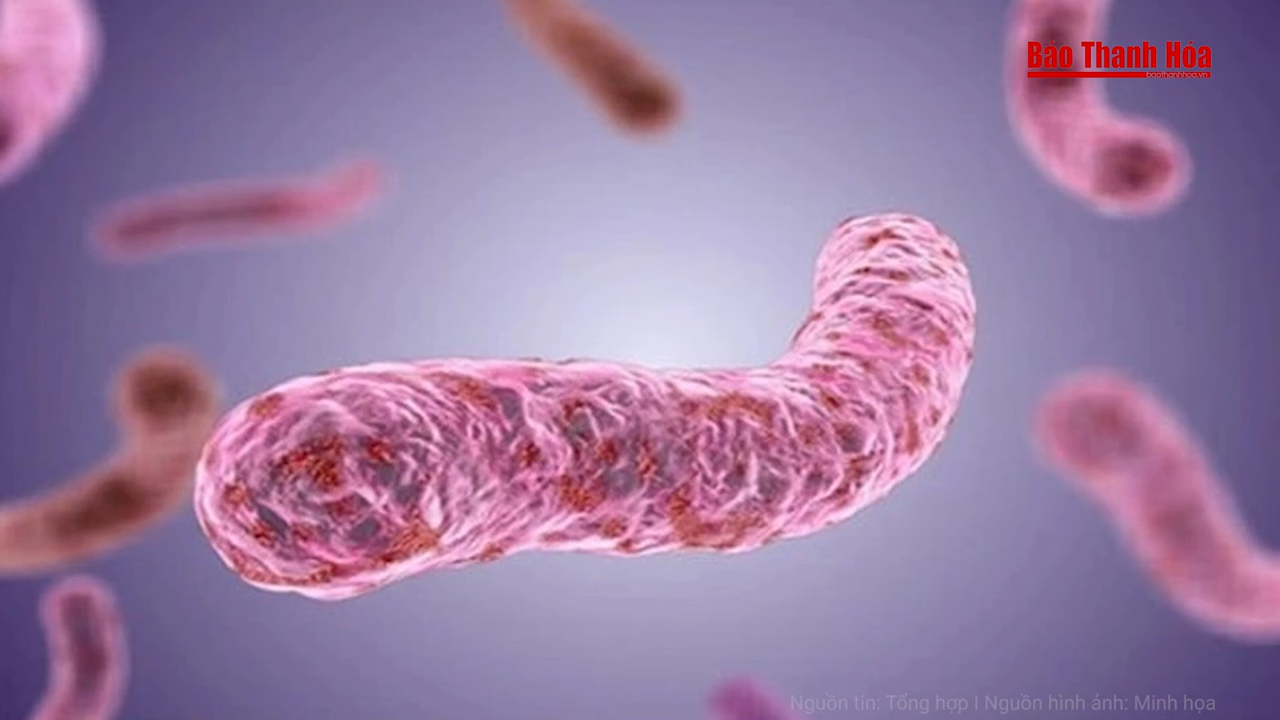 Báo Thanh Hóa
baothanhhoa.vn
Nguồn tin: Tổng hợp I Nguồn hình ảnh: Minh họa